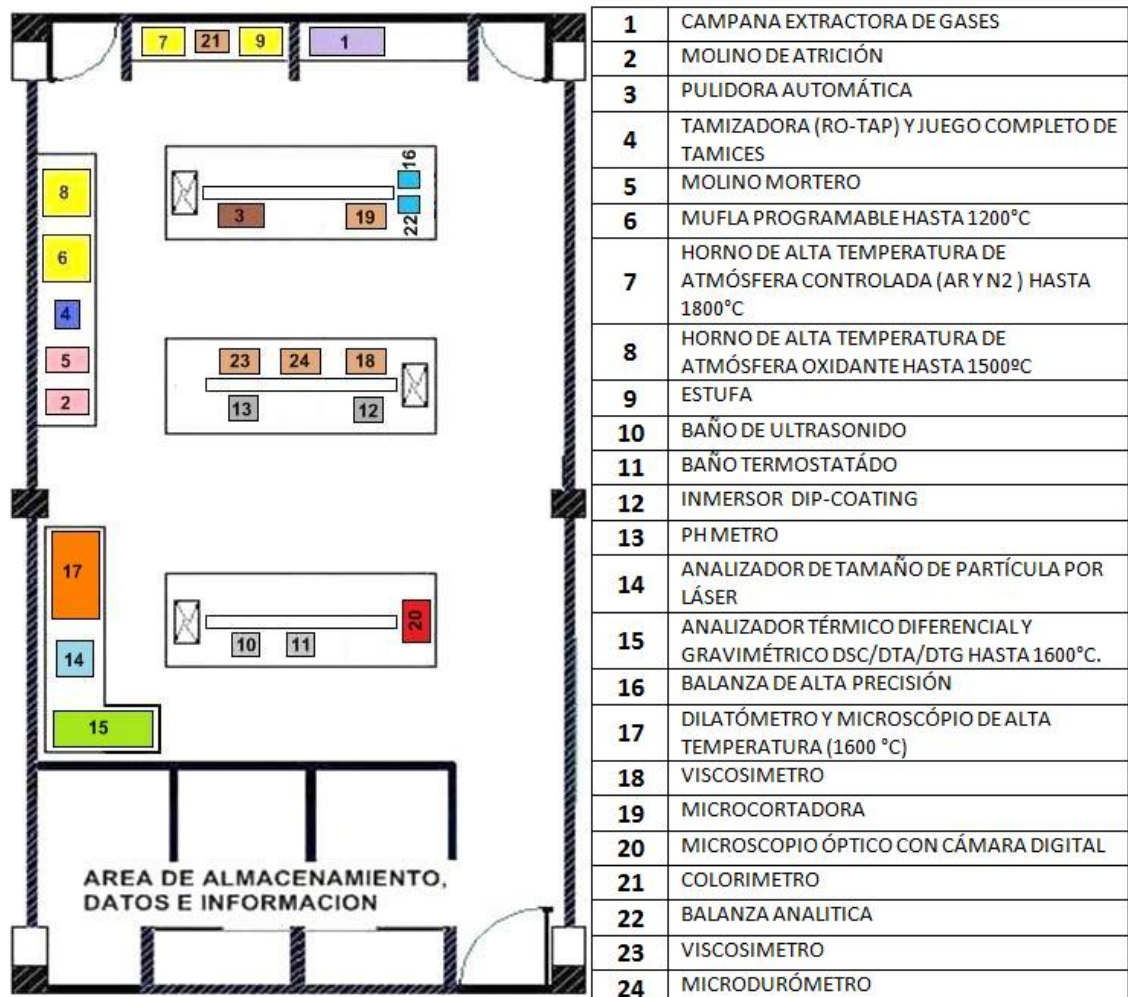 7 21 9 1
8
6
4
5
2
16
3 19
22
23 24 18
13 12
17
14
15
20
10 11
AREA DE ALMACENAMIENTO,
DATOS E INFORMACION
1 CAMPANA EXTRACTORA DE GASES
2 MOLINO DE ATRICIÓN
3 PULIDORA AUTOMÁTICA
4 TAMIZADORA (RO-TAP) Y JUEGO COMPLETO DE
TAMICES
5 MOLINO MORTERO
6 MUFLA PROGRAMABLE HASTA 1200°C
HORNO DE ALTA TEMPERATURA DE
7 ATMÓSFERA CONTROLADA (AR Y N2 ) HASTA
1800°C
8 HORNO DE ALTA TEMPERATURA DE
ATMÓSFERA OXIDANTE HASTA 1500ºC
9 ESTUFA
10 BAÑO DE ULTRASONIDO
11 BAÑO TERMOSTATÁDO
12 INMERSOR DIP-COATING
13 PH METRO
14 ANALIZADOR DE TAMAÑO DE PARTÍCULA POR
LÁSER
15 ANALIZADOR TÉRMICO DIFERENCIAL Y
GRAVIMÉTRICO DSC/DTA/DTG HASTA 1600°C.
16 BALANZA DE ALTA PRECISIÓN
17 DILATÓMETRO Y MICROSCÓPIO DE ALTA
TEMPERATURA (1600 °C)
18 VISCOSIMETRO
19 MICROCORTADORA
20 MICROSCOPIO ÓPTICO CON CÁMARA DIGITAL
21 COLORIMETRO
22 BALANZA ANALITICA
23 VISCOSIMETRO
24 MICRODURÓMETRO